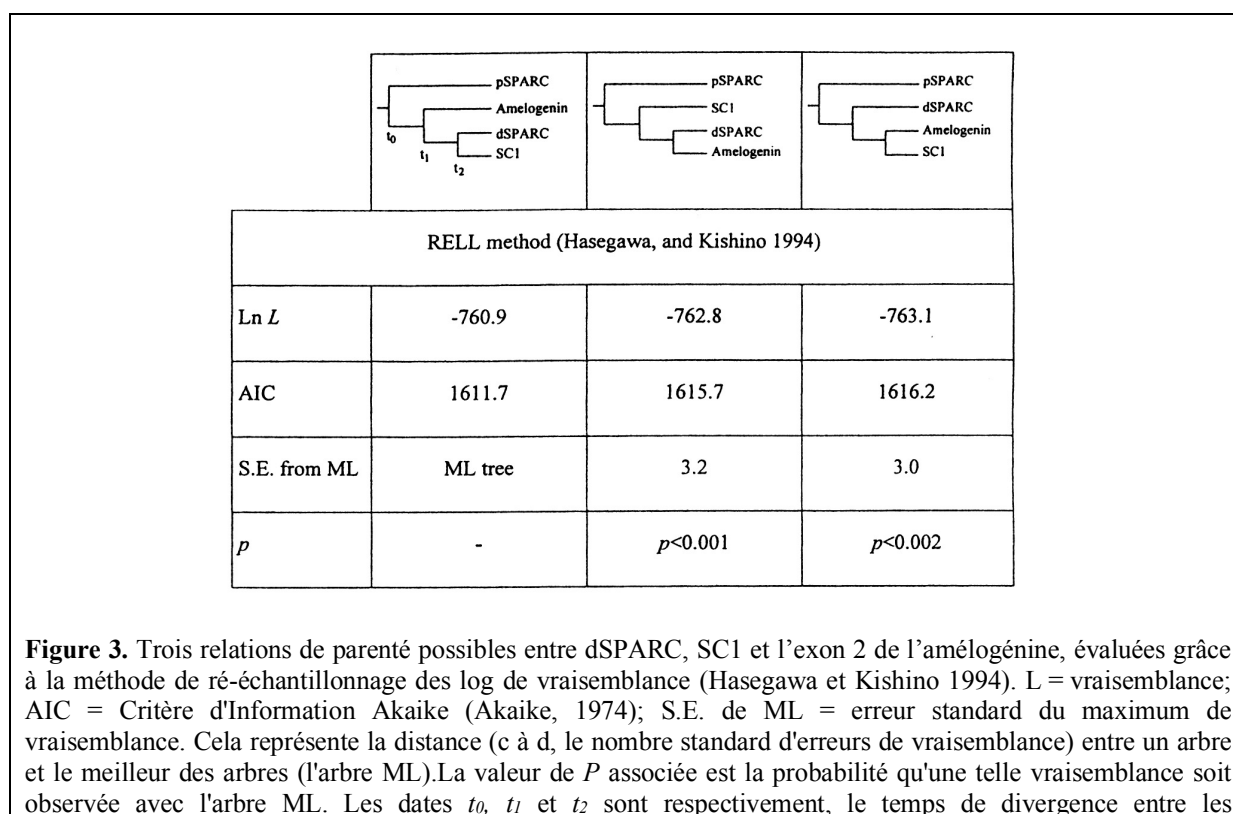 pSPARC
Amelogenin
dSPARC
SC1
t0
t1
t2
pSPARC
SC1
dSPARC
Amelogenin
pSPARC
dSPARC
Amelogenin
SC1
RELL method (Hasegawa, and Kishino 1994)
Ln L -760.9 -762.8 -763.1
AIC 1611.7 1615.7 1616.2
S.E. from ML ML tree 3.2 3.0
p - p<0.001 p<0.002
Figure 3. Trois relations de parenté possibles entre dSPARC, SC1 et l’exon 2 de l’amélogénine, évaluées grâce
à la méthode de ré-échantillonnage des log de vraisemblance (Hasegawa et Kishino 1994). L = vraisemblance;
AIC = Critère d'Information Akaike (Akaike, 1974); S.E. de ML = erreur standard du maximum de
vraisemblance. Cela représente la distance (c à d, le nombre standard d'erreurs de vraisemblance) entre un arbre
et le meilleur des arbres (l'arbre ML).La valeur de P associée est la probabilité qu'une telle vraisemblance soit
observée avec l'arbre ML. Les dates t0, t1 et t2 sont respectivement, le temps de divergence entre les